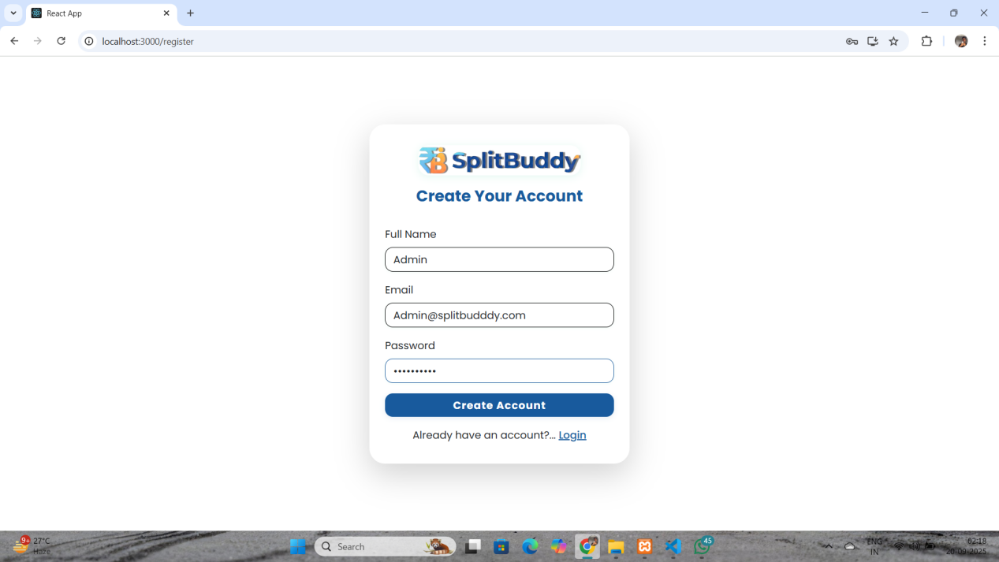 React App
localhost:3000/register
SplitBuddy
Create Your Account
Full Name
Admin
Email
Admin@splitbudddy.com
Password
••••••••••
Create Account
Already have an account?... Login
9+
27°C
Haze
Search
45
ENG
IN
02:18
20-09-2025